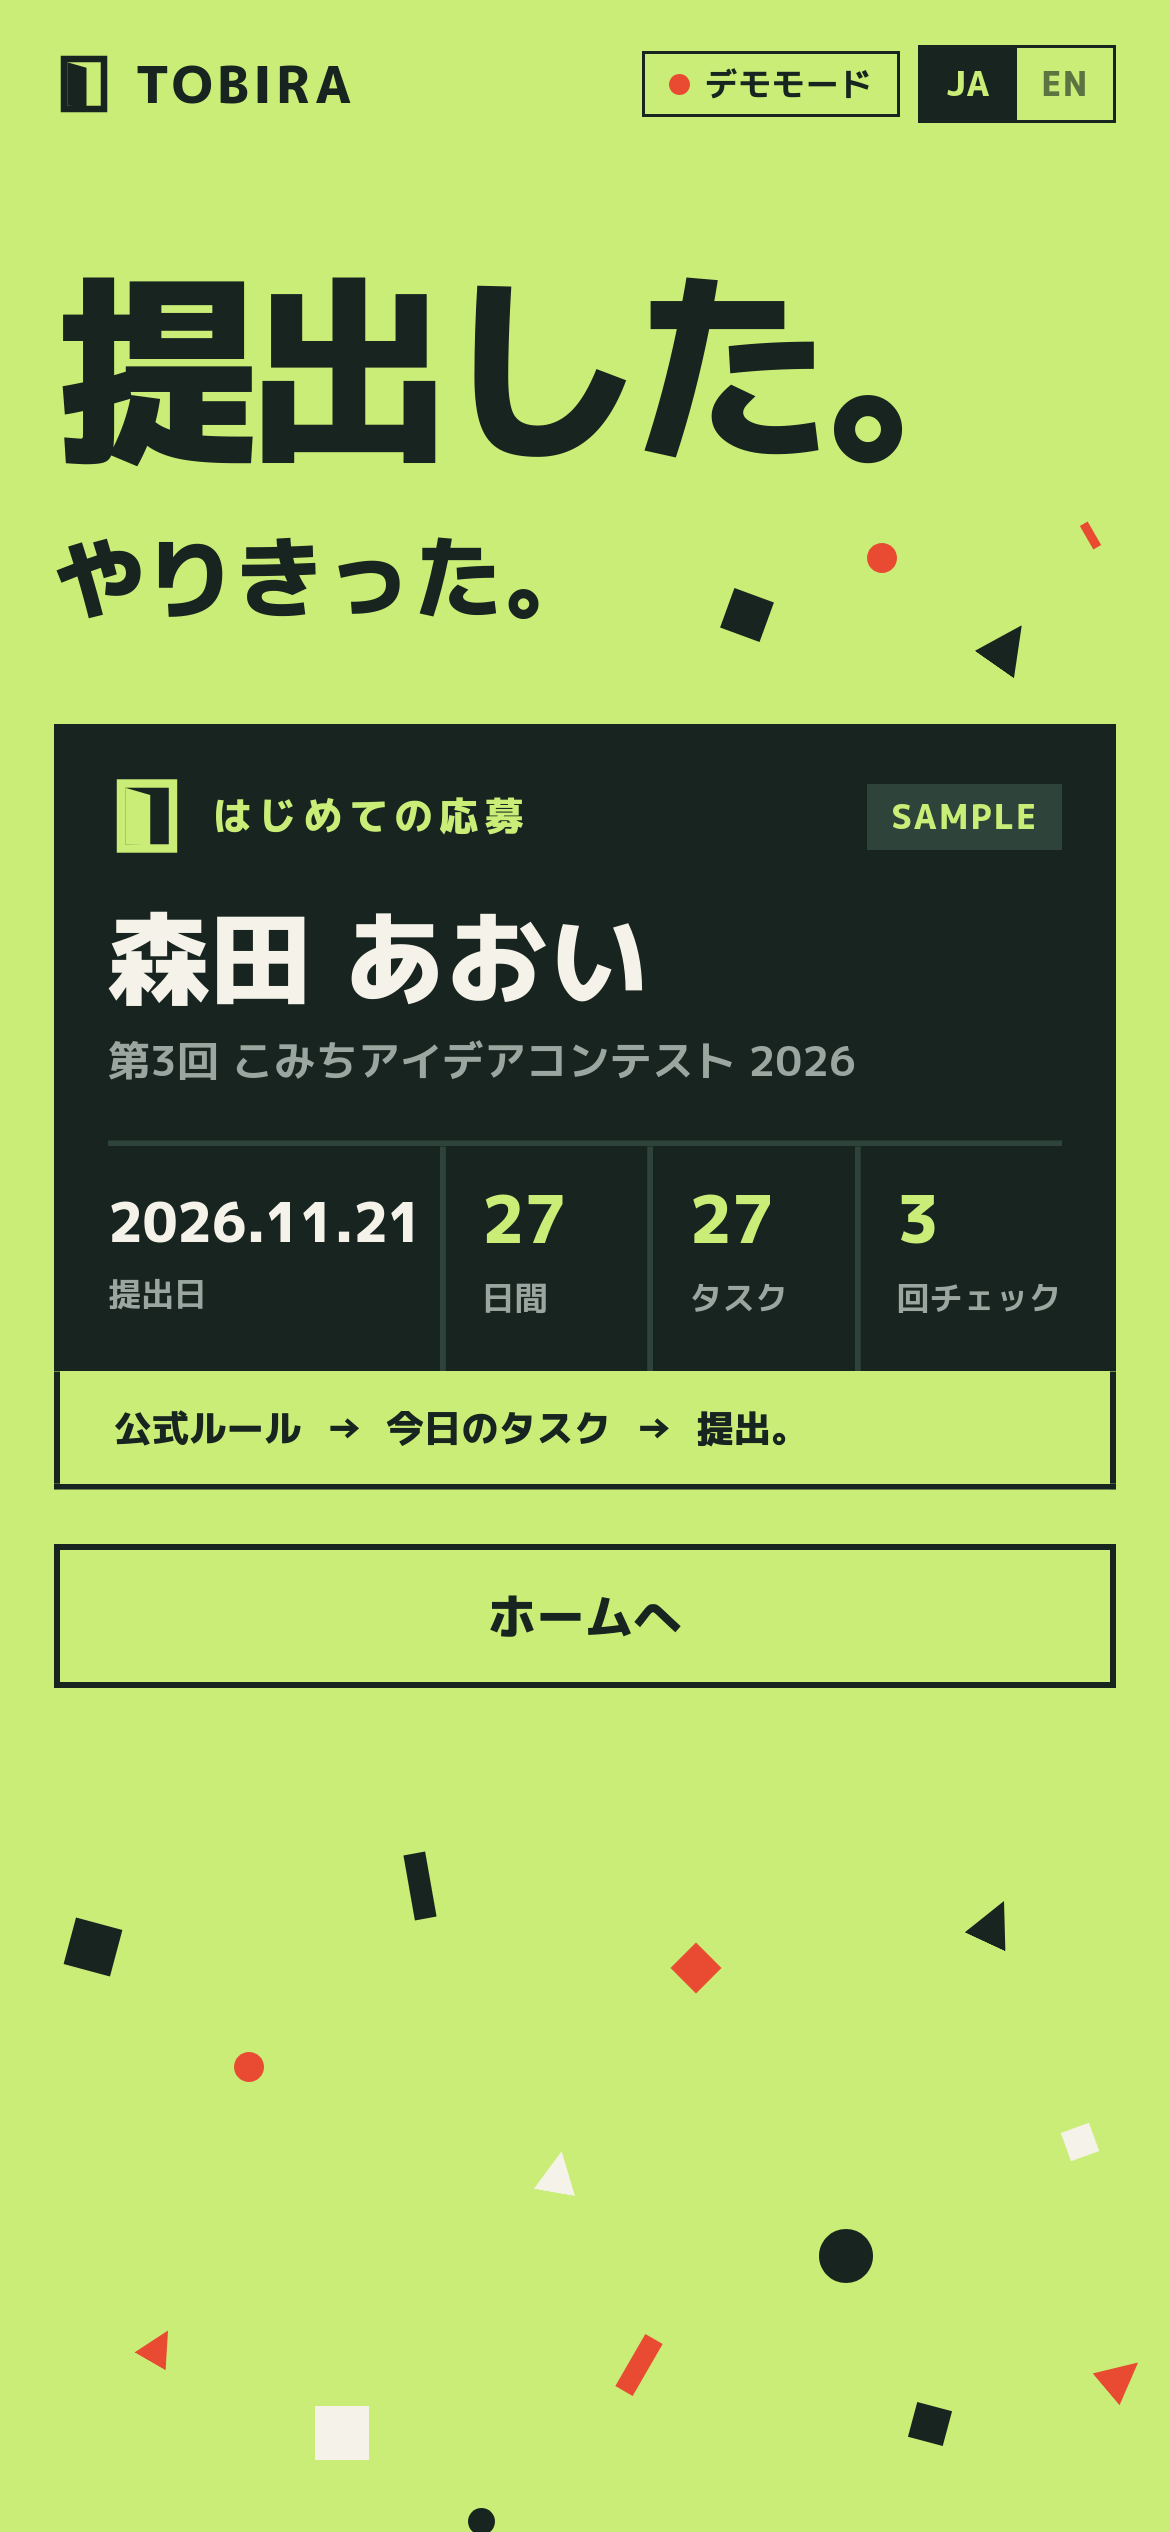 TOBIRA
デモモード
JA
EN
提出した。
やりきった。
はじめての応募
SAMPLE
森田 あおい
第3回 こみちアイデアコンテスト 2026
2026.11.21
提出日
27
日間
27
タスク
3
回チェック
公式ルール → 今日のタスク → 提出。
ホームへ